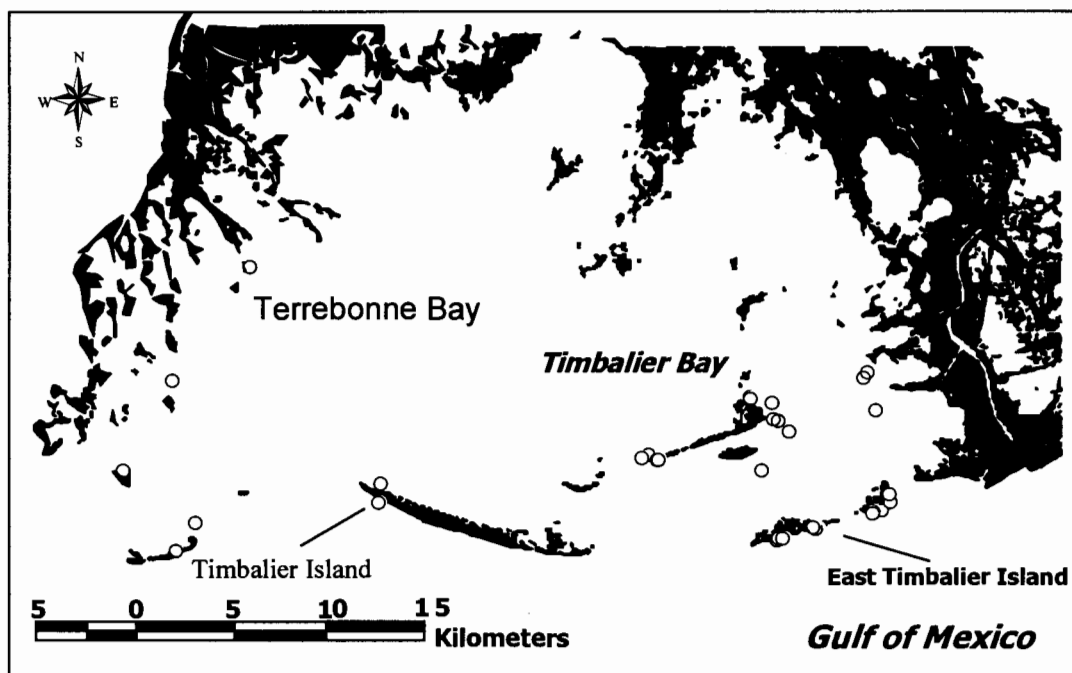 N
W E
S
Terrebonne Bay
Timbalier Bay
Timbalier Island
East Timbalier Island
5 0 5 10 15
Kilometers
Gulf of Mexico